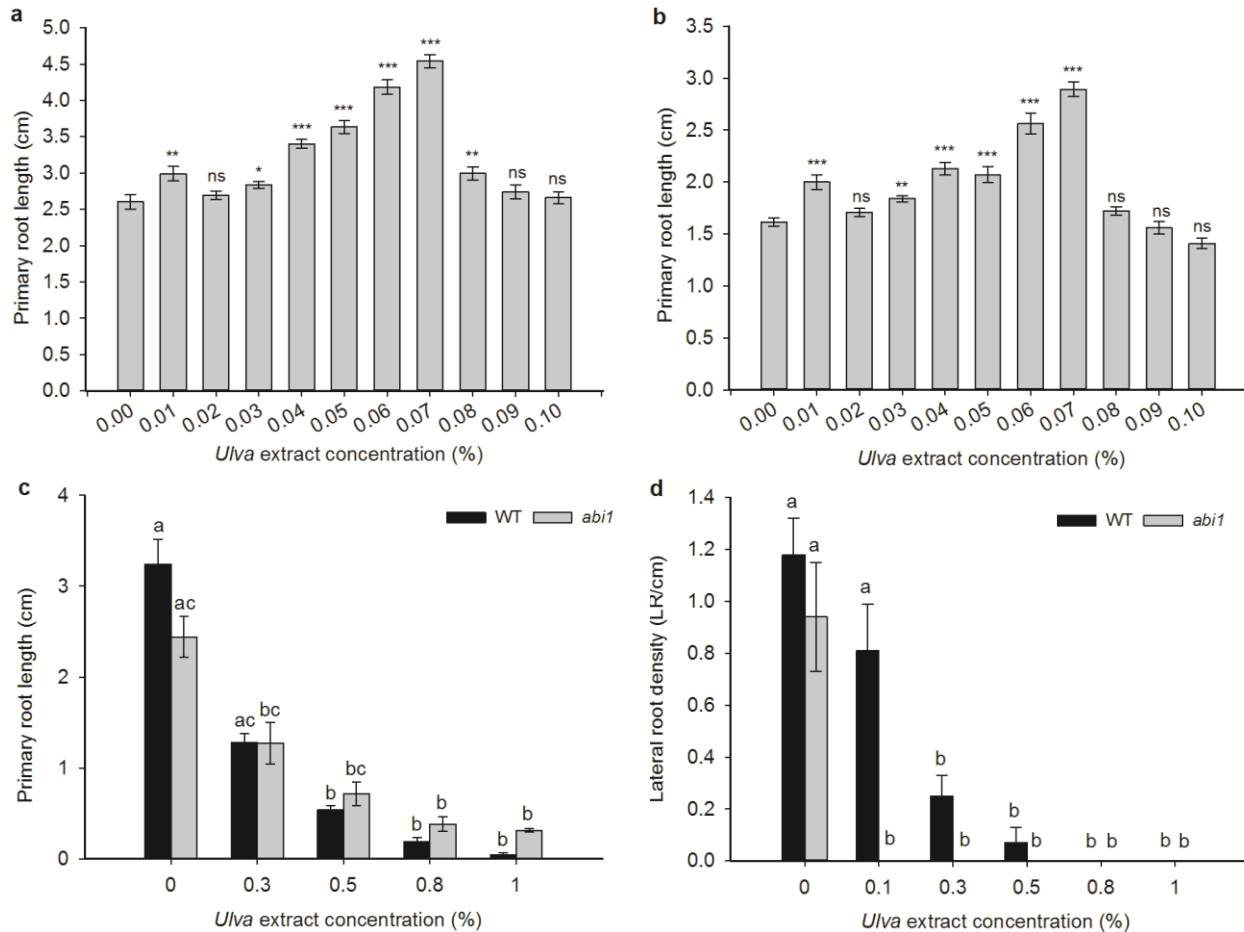 a
Primary root length (cm)
5.0
4.5
4.0
3.5
3.0
2.5
2.0
1.5
1.0
0.5
0.0
** ns * *** *** *** *** ** ns ns
0.00 0.01 0.02 0.03 0.04 0.05 0.06 0.07 0.08 0.09 0.10
Ulva extract concentration (%)
b
Primary root length (cm)
3.5
3.0
2.5
2.0
1.5
1.0
0.5
0.0
*** ns ** *** *** *** *** ns ns ns
0.00 0.01 0.02 0.03 0.04 0.05 0.06 0.07 0.08 0.09 0.10
Ulva extract concentration (%)
c
Primary root length (cm)
4
3
2
1
0
WT abi1
a ac ac bc b bc b b b b
0 0.3 0.5 0.8 1
Ulva extract concentration (%)
d
Lateral root density (LR/cm)
1.4
1.2
1.0
0.8
0.6
0.4
0.2
0.0
WT abi1
a a a b b b b b b b b b
0 0.1 0.3 0.5 0.8 1
Ulva extract concentration (%)